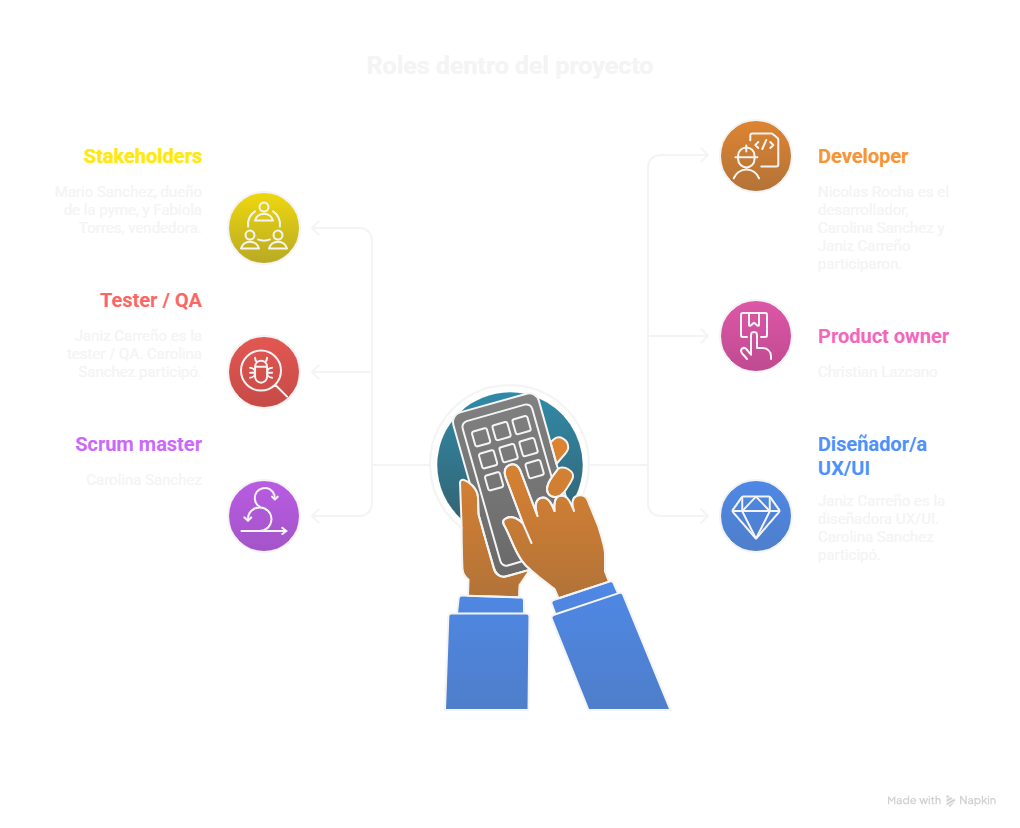 Roles dentro del proyecto
Stakeholders
Mario Sanchez, dueño
de la pyme, y Fabiola
Torres, vendedora.
Tester / QA
Janiz Carreño es la
tester / QA. Carolina
Sanchez participó.
Scrum master
Carolina Sanchez
Developer
Nicolas Rocha es el
desarrollador,
Carolina Sanchez y
Janiz Carreño
participaron.
Product owner
Christian Lazcano
Diseñador/a
UX/UI
Janiz Carreño es la
diseñadora UX/UI.
Carolina Sanchez
participó.
Made with Napkin